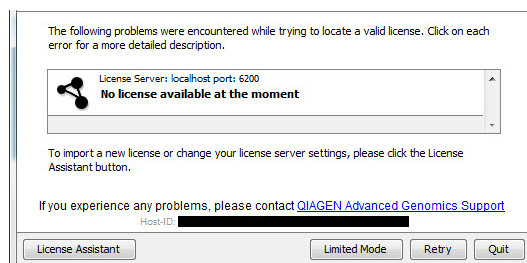 The following problems were encountered while trying to locate a valid license. Click on each
error for a more detailed description.
License Server: localhost port: 6200
No license available at the moment
To import a new license or change your license server settings, please click the License
Assistant button.
If you experience any problems, please contact QIAGEN Advanced Genomics Support
Host-ID:
License Assistant
Limited Mode
Retry
Quit